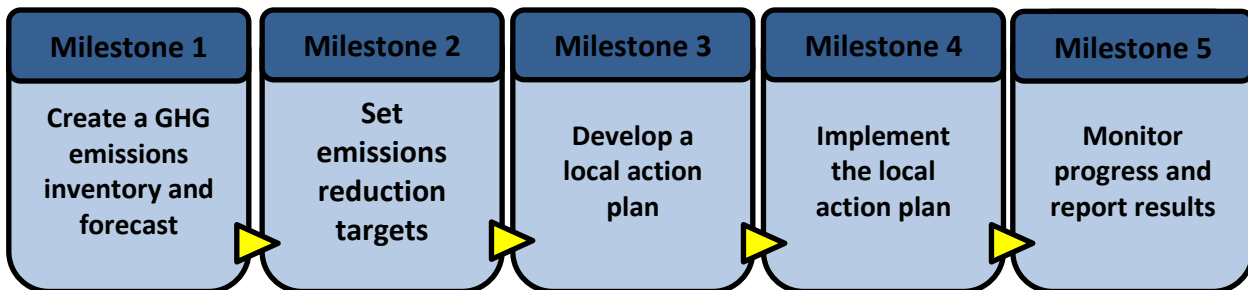 Milestone 1
Create a GHG
emissions
inventory and
forecast
Milestone 2
Set
emissions
reduction
targets
Milestone 3
Develop a
local action
plan
Milestone 4
Implement
the local
action plan
Milestone 5
Monitor
progress and
report results